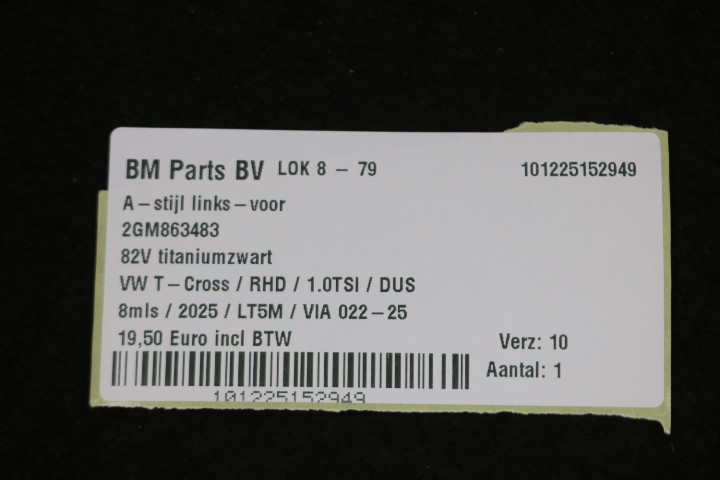 BM Parts BV LOK 8 - 79 101225152949
A-stijl links-voor
2GM863483
82V titaniumzwart
VW T-Cross / RHD / 1.0TSI / DUS
8mls / 2025 / LT5M / VIA 022-25
19,50 Euro incl BTW Verz: 10
Aantal: 1
101225152949